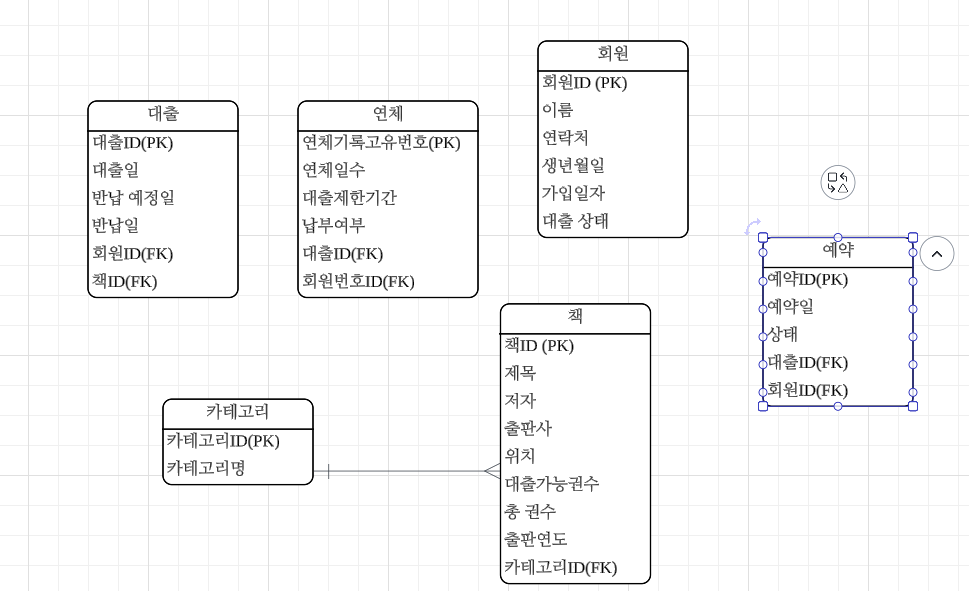 대출
대출ID(PK)
대출일
반납 예정일
반납일
회원ID(FK)
책ID(FK)
연체
연체기록고유번호(PK)
연체일수
대출제한기간
납부여부
대출ID(FK)
회원번호ID(FK)
회원
회원ID (PK)
이름
연락처
생년월일
가입일자
대출 상태
예약
예약ID(PK)
예약일
상태
대출ID(FK)
회원ID(FK)
카테고리
카테고리ID(PK)
카테고리명
책
책ID (PK)
제목
저자
출판사
위치
대출가능권수
총 권수
출판연도
카테고리ID(FK)